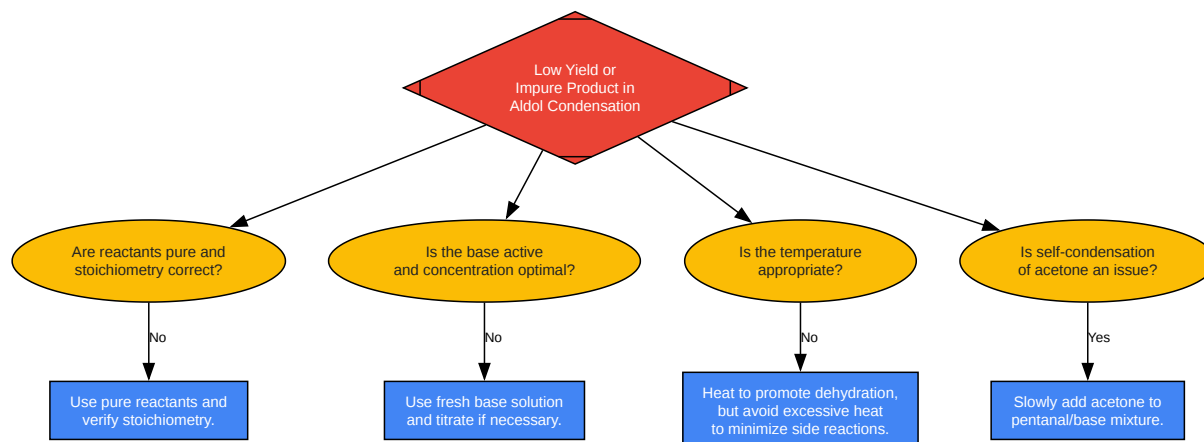 Low Yield or
Impure Product in
Aldol Condensation
Are reactants pure and
stoichiometry correct?
Is the base active
and concentration optimal?
Is the temperature
appropriate?
Is self-condensation
of acetone an issue?
No
No
No
Yes
Use pure reactants and
verify stoichiometry.
Use fresh base solution
and titrate if necessary.
Heat to promote dehydration,
but avoid excessive heat
to minimize side reactions.
Slowly add acetone to
pentanal/base mixture.